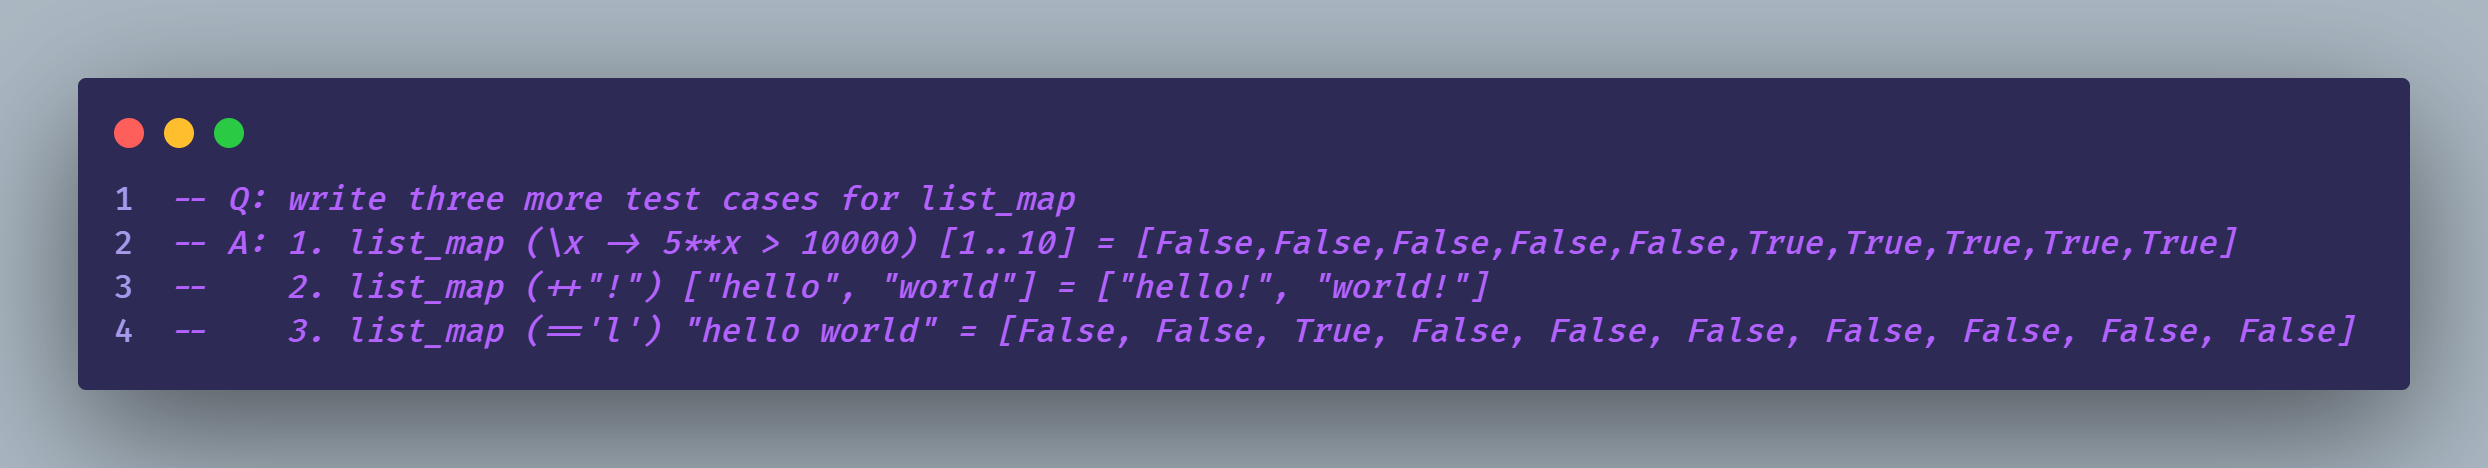 1 -- Q: write three more test cases for list_map
2 -- A: 1. list_map (\x -> 5**x > 10000) [1..10] = [False,False,False,False,False,True,True,True,True,True]
3 --    2. list_map (++"!") ["hello", "world"] = ["hello!", "world!"]
4 --    3. list_map (=='l') "hello world" = [False, False, True, False, False, False, False, False, False, False]